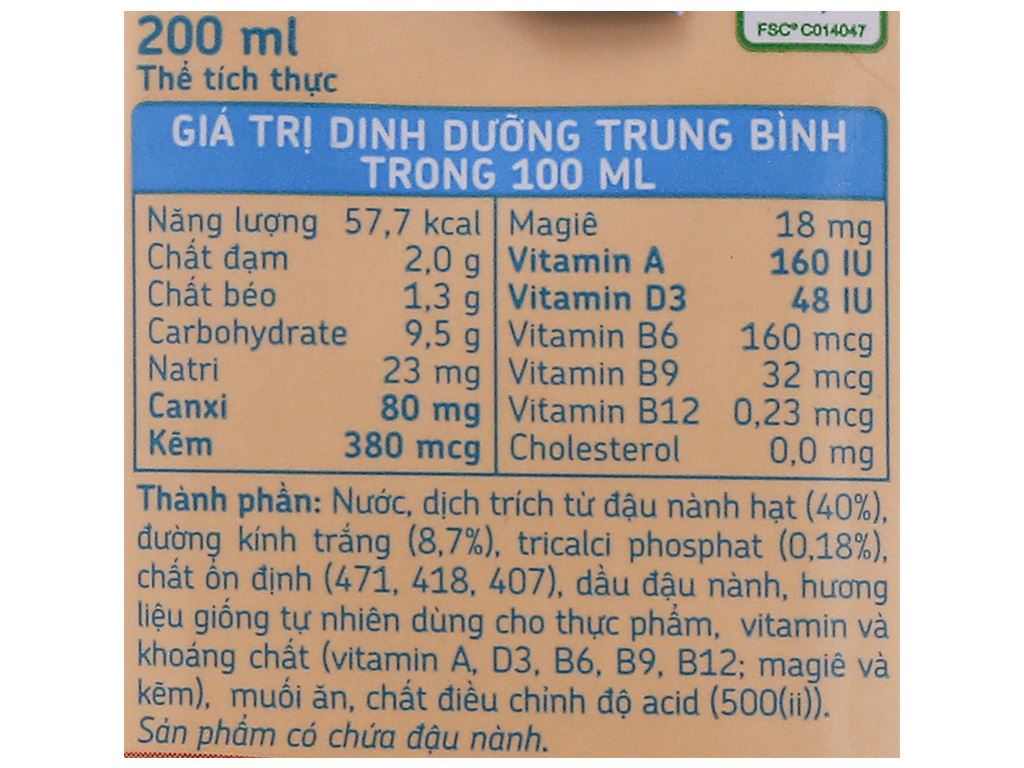 200 ml
Thể tích thực
FSC® C014047
GIÁ TRỊ DINH DƯỠNG TRUNG BÌNH
TRONG 100 ML
Năng lượng 57,7 kcal
Chất đạm 2,0 g
Chất béo 1,3 g
Carbohydrate 9,5 g
Natri 23 mg
Canxi 80 mg
Kẽm 380 mcg
Magiê 18 mg
Vitamin A 160 IU
Vitamin D3 48 IU
Vitamin B6 160 mcg
Vitamin B9 32 mcg
Vitamin B12 0,23 mcg
Cholesterol 0,0 mg
Thành phần: Nước, dịch trích từ đậu nành hạt (40%),
đường kính trắng (8,7%), tricalci phosphat (0,18%),
chất ổn định (471, 418, 407), dầu đậu nành, hương
liệu giống tự nhiên dùng cho thực phẩm, vitamin và
khoáng chất (vitamin A, D3, B6, B9, B12; magiê và
kẽm), muối ăn, chất điều chỉnh độ acid (500(ii)).
Sản phẩm có chứa đậu nành.